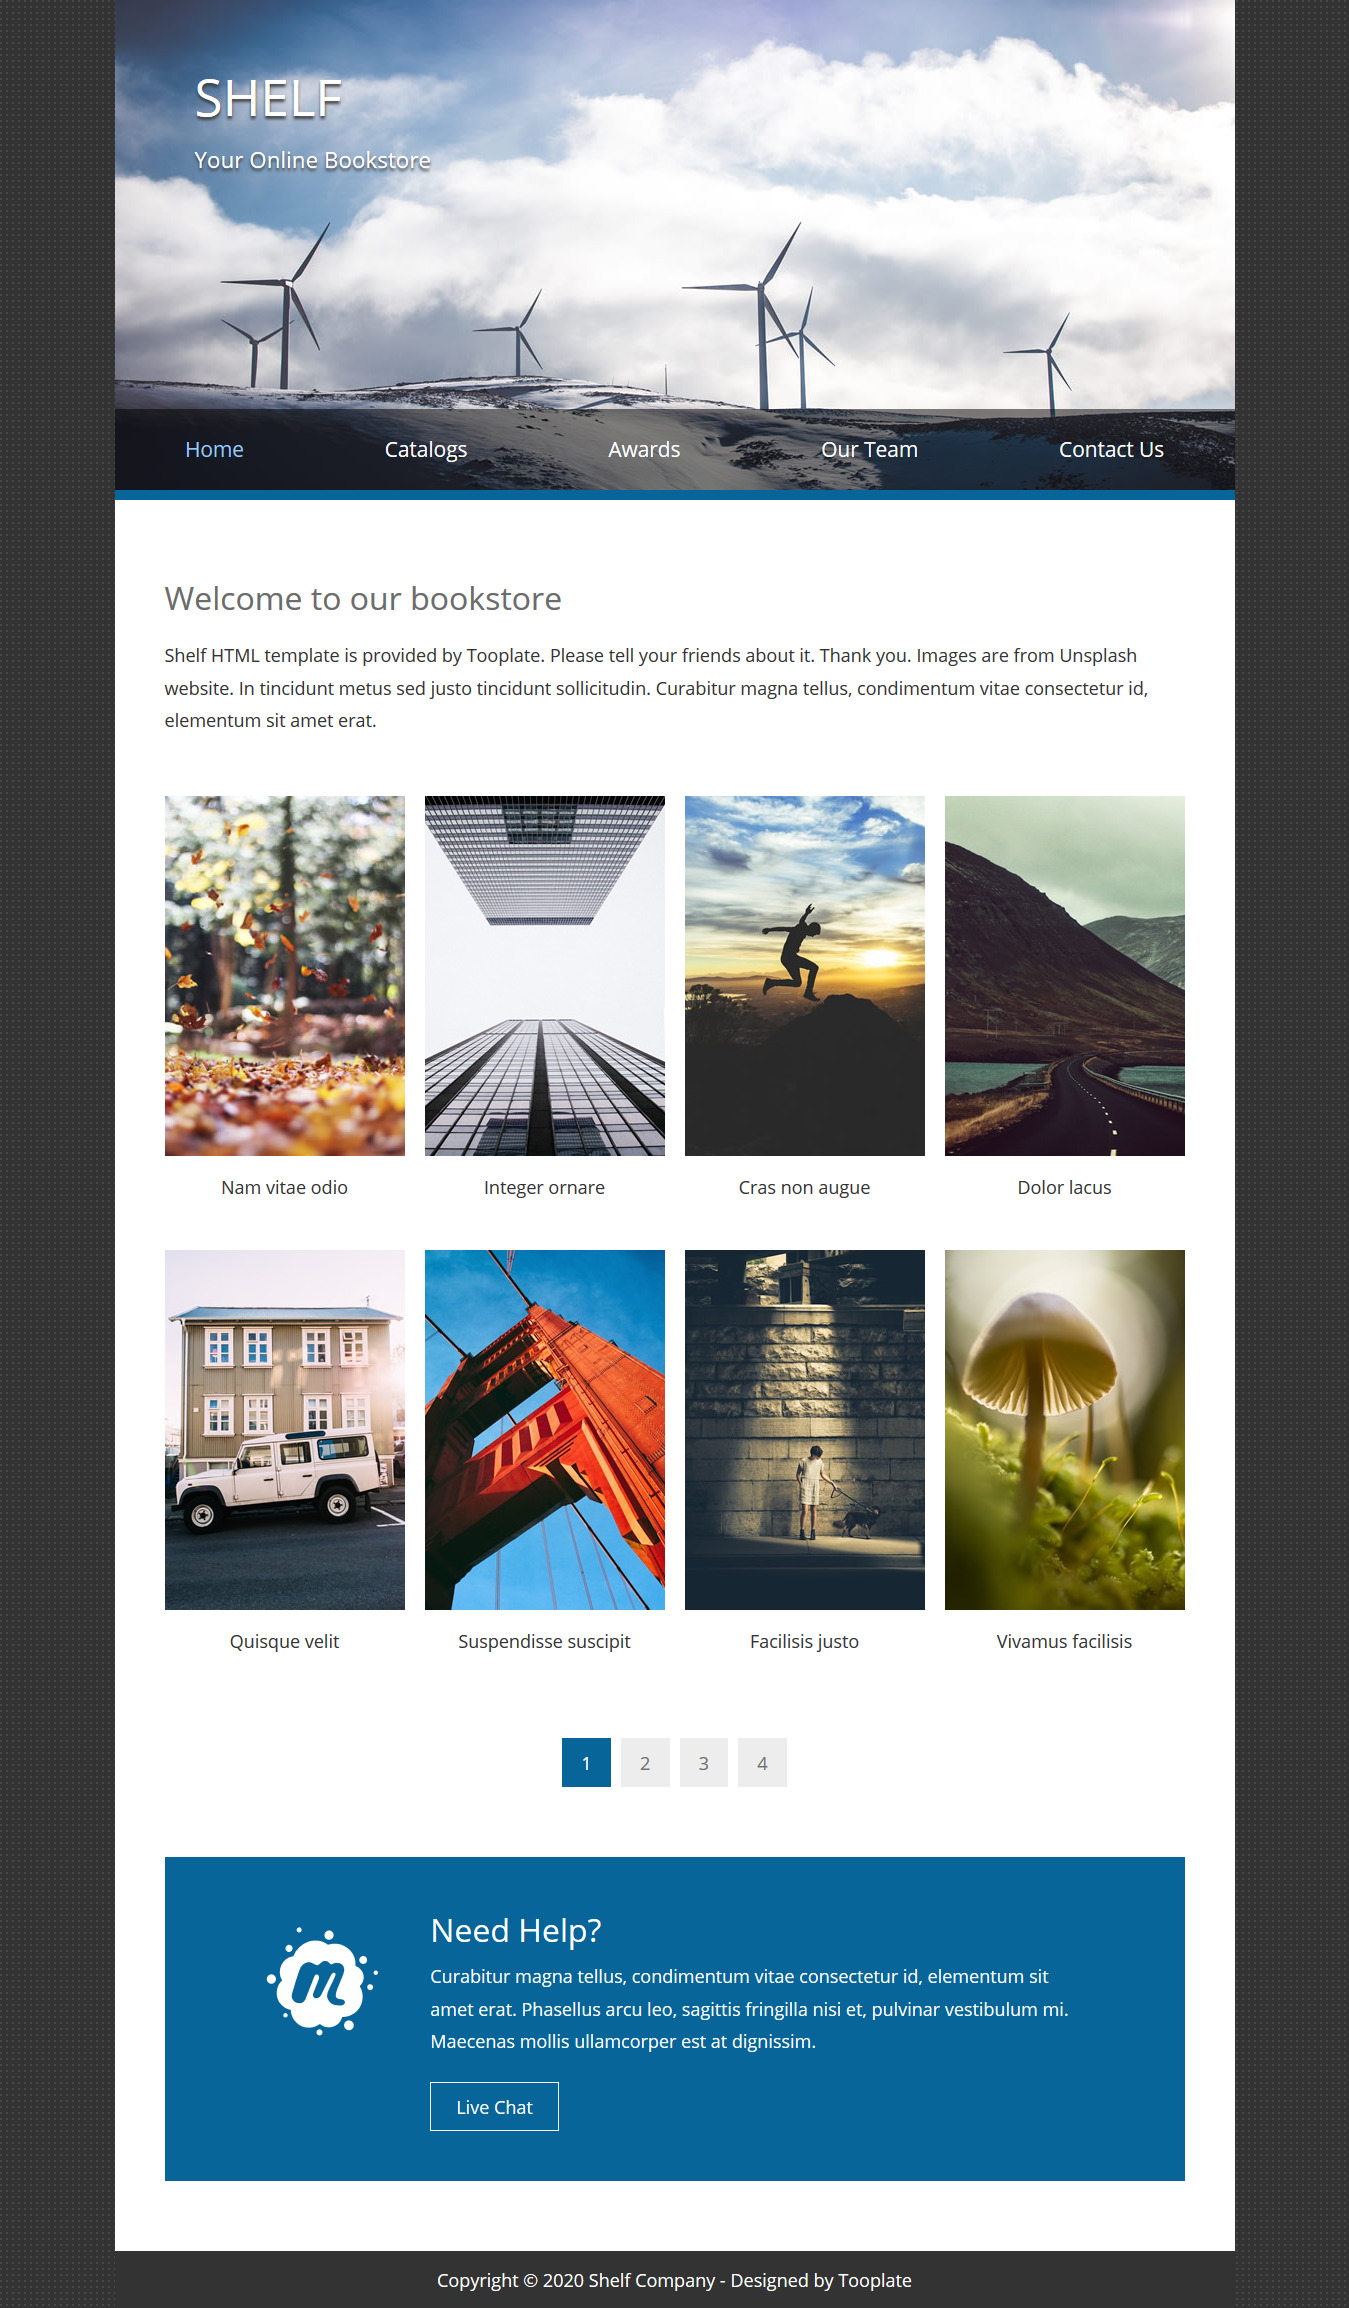 SHELF
Your Online Bookstore
Home Catalogs Awards Our Team Contact Us
Welcome to our bookstore
Shelf HTML template is provided by Tooplate. Please tell your friends about it. Thank you. Images are from Unsplash
website. In tincidunt metus sed justo tincidunt sollicitudin. Curabitur magna tellus, condimentum vitae consectetur id,
elementum sit amet erat.
Nam vitae odio
Integer ornare
Cras non augue
Dolor lacus
Quisque velit
Suspendisse suscipit
Facilisis justo
Vivamus facilisis
1 2 3 4
m
Need Help?
Curabitur magna tellus, condimentum vitae consectetur id, elementum sit
amet erat. Phasellus arcu leo, sagittis fringilla nisi et, pulvinar vestibulum mi.
Maecenas mollis ullamcorper est at dignissim.
Live Chat
Copyright © 2020 Shelf Company - Designed by Tooplate